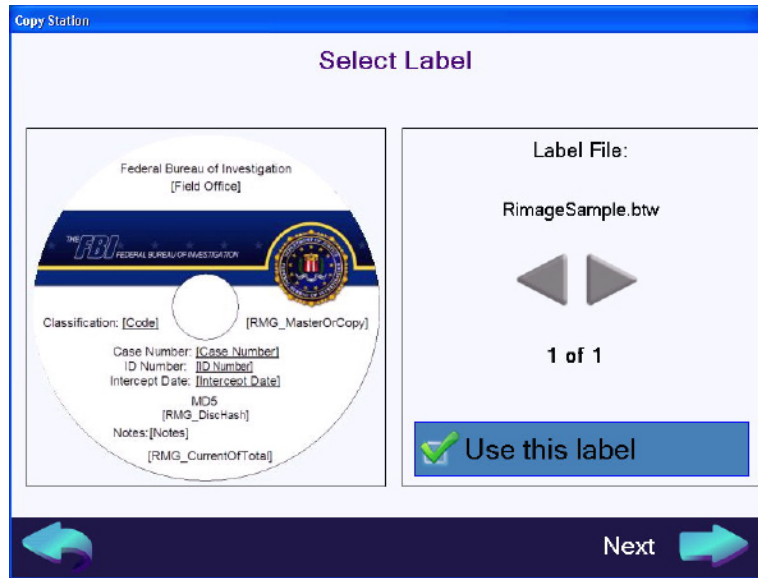 Copy Station
Select Label
Federal Bureau of Investigation
[Field Office]
THE FBI FEDERAL BUREAU OF INVESTIGATION
Classification: [Code]
[RMG_MasterOrCopy]
Case Number: [Case Number]
ID Number: [ID Number]
Intercept Date: [Intercept Date]
MD5
[RMG_DiscHash]
Notes:[Notes]
[RMG_CurrentOfTotal]
Label File:
RimageSample.btw
1 of 1
Use this label
Next